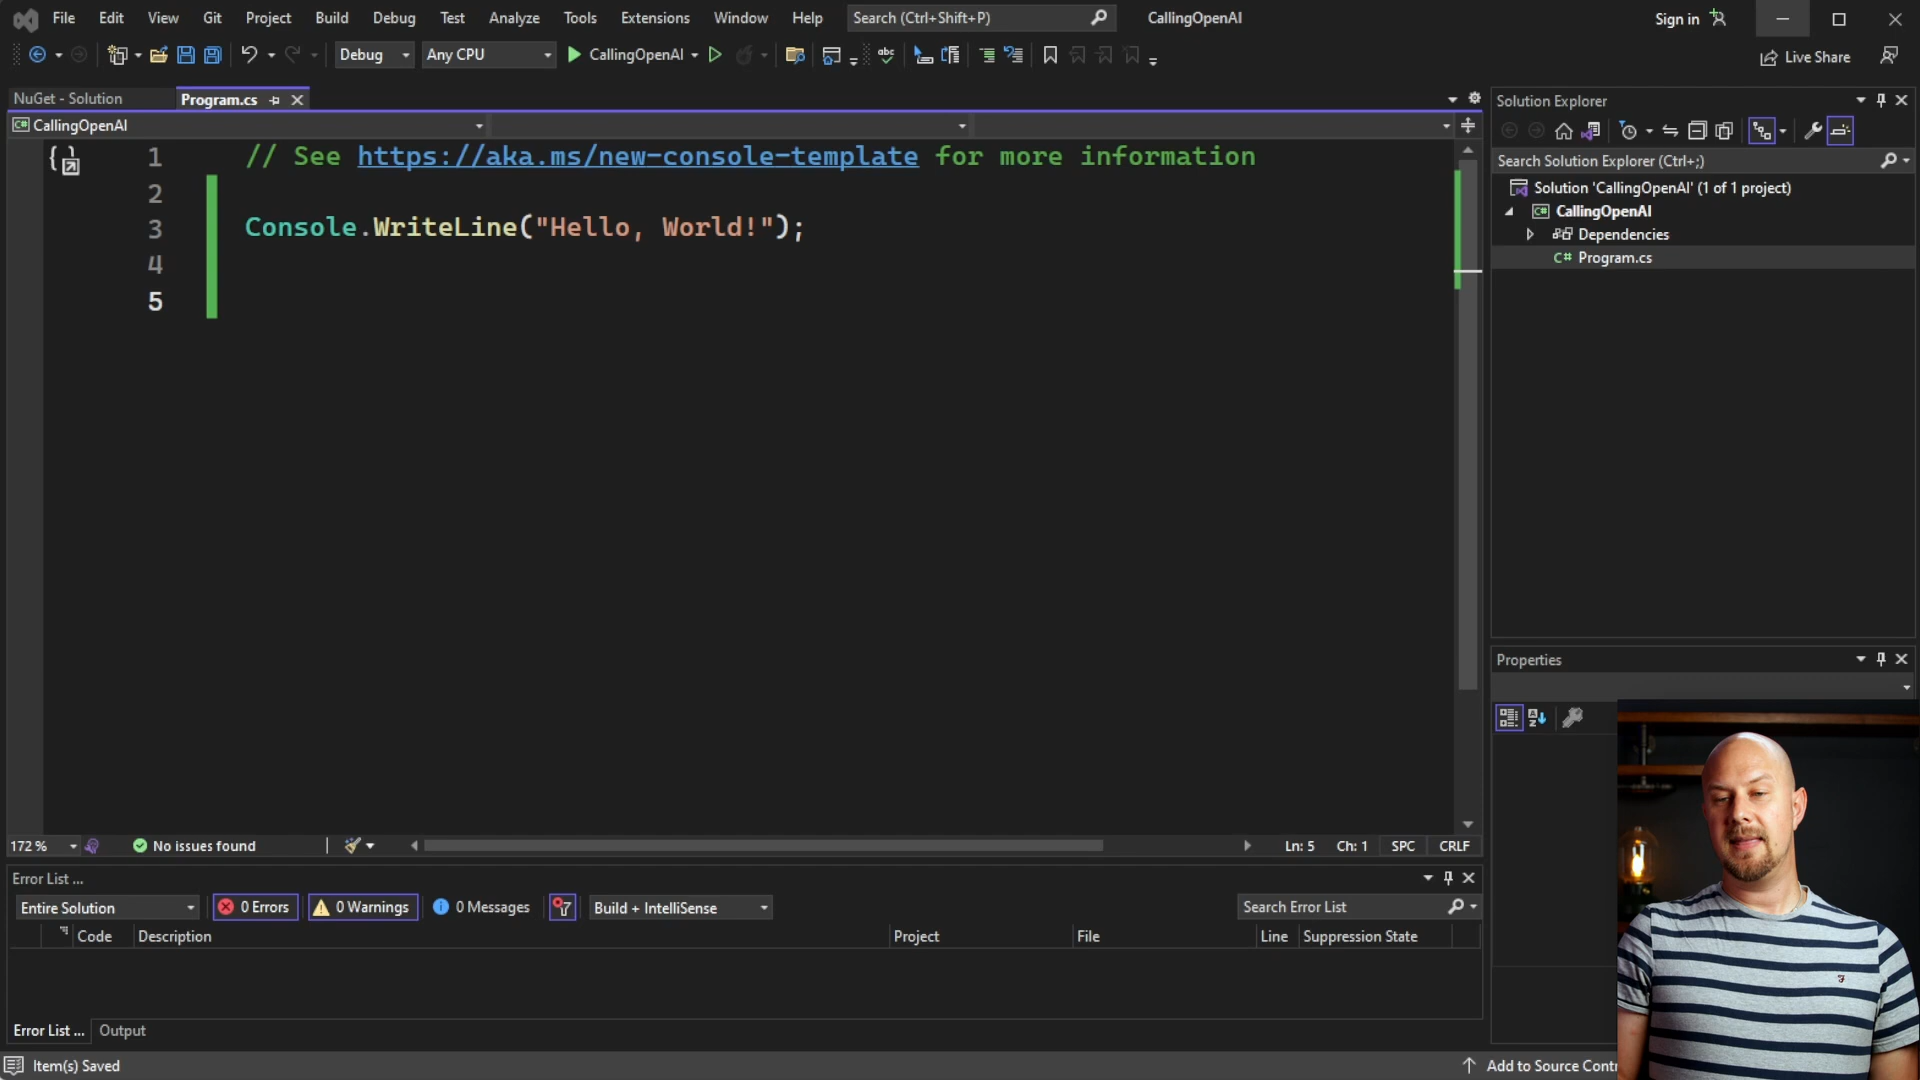 File Edit View Git Project Build Debug Test Analyze Tools Extensions Window Help Search (Ctrl+Shift+P) CallingOpenAI Sign in
Debug Any CPU CallingOpenAI Live Share
NuGet - Solution Program.cs
CallingOpenAI
1 // See https://aka.ms/new-console-template for more information
2
3 Console.WriteLine("Hello, World!");
4
5
172 % No issues found Ln: 5 Ch: 1 SPC CRLF
Error List ...
Entire Solution 0 Errors 0 Warnings 0 Messages Build + IntelliSense Search Error List
Code Description Project File Line Suppression State
Error List ... Output
Item(s) Saved Add to Source Contr
Solution Explorer
Search Solution Explorer (Ctrl+;)
Solution 'CallingOpenAI' (1 of 1 project)
CallingOpenAI
Dependencies
C# Program.cs
Properties